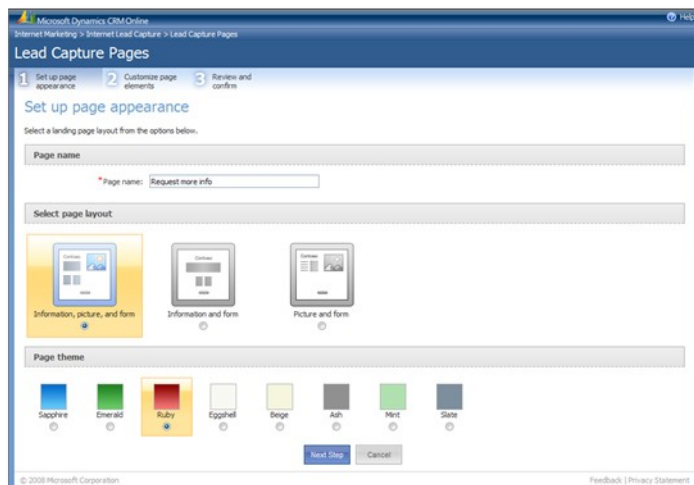 Microsoft Dynamics CRM Online
Help
Internet Marketing > Internet Lead Capture > Lead Capture Pages
Lead Capture Pages
1 Set up page appearance
2 Customize page elements
3 Review and confirm
Set up page appearance
Select a landing page layout from the options below.
Page name
*Page name: Request more info
Select page layout
Contoso Contoso Contoso
Information, picture, and form Information and form Picture and form
Page theme
Sapphire Emerald Ruby Eggshell Beige Ash Mint Slate
Next Step Cancel
© 2008 Microsoft Corporation Feedback | Privacy Statement